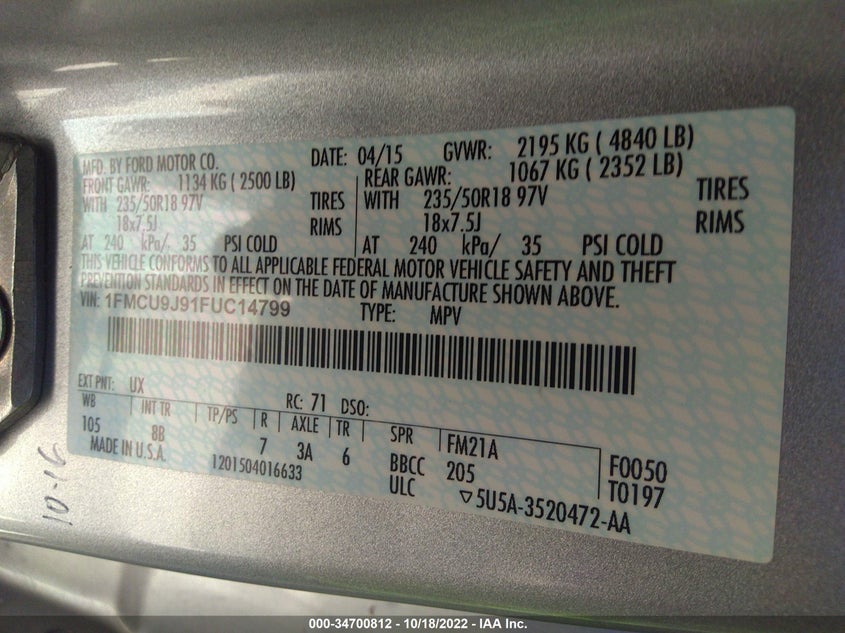 MFD. BY FORD MOTOR CO. DATE: 04/15 GVWR: 2195 KG ( 4840 LB)
FRONT GAWR: 1134 KG ( 2500 LB) REAR GAWR: 1067 KG ( 2352 LB)
WITH 235/50R18 97V TIRES WITH 235/50R18 97V TIRES
18x7.5J RIMS 18x7.5J RIMS
AT 240 kPa/ 35 PSI COLD AT 240 kPa/ 35 PSI COLD
THIS VEHICLE CONFORMS TO ALL APPLICABLE FEDERAL MOTOR VEHICLE SAFETY AND THEFT
PREVENTION STANDARDS IN EFFECT ON THE DATE OF MANUFACTURE SHOWN ABOVE.
VIN: 1FMCU9J91FUC14799 TYPE: MPV
EXT PNT: UX RC: 71 DSO:
WB INT TR TP/PS R AXLE TR SPR FM21A F0050
105 8B 7 3A 6 BBCC 205 T0197
MADE IN U.S.A. 1201504016633 ULC ▽5U5A-3520472-AA
10-16
000-34700812 - 10/18/2022 - IAA Inc.